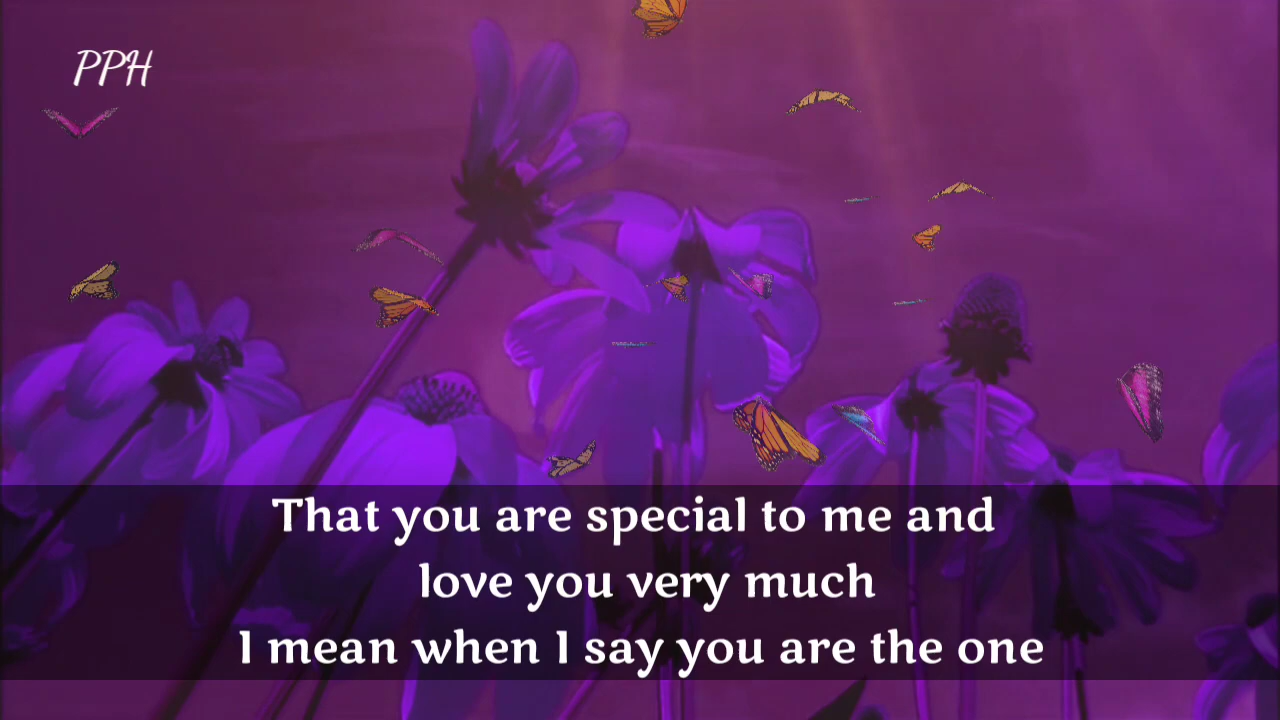 PPH
That you are special to me and
love you very much
I mean when I say you are the one